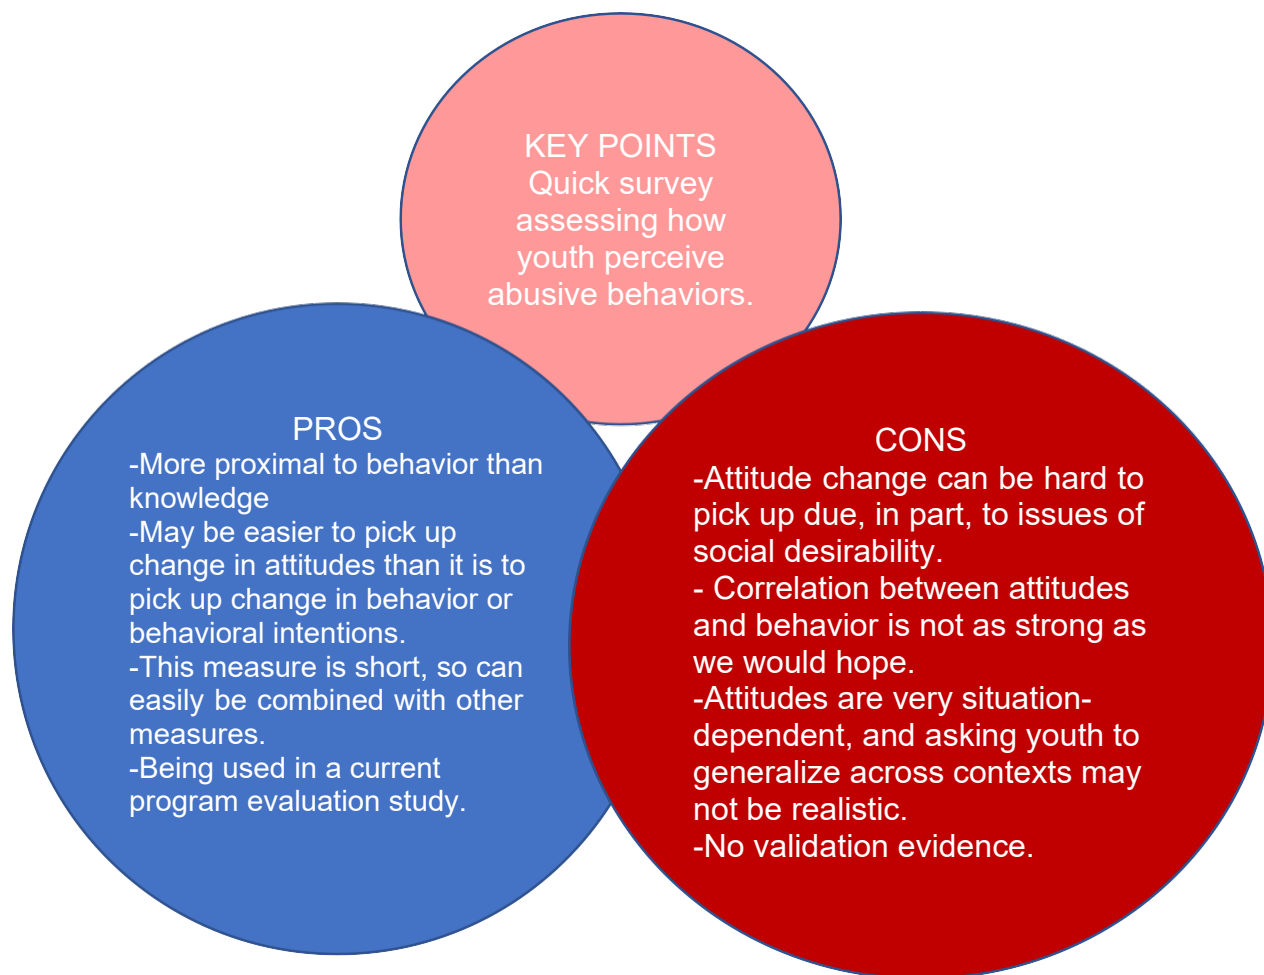 KEY POINTS
Quick survey
assessing how
youth perceive
abusive behaviors.
PROS
-More proximal to behavior than
knowledge
-May be easier to pick up
change in attitudes than it is to
pick up change in behavior or
behavioral intentions.
-This measure is short, so can
easily be combined with other
measures.
-Being used in a current
program evaluation study.
CONS
-Attitude change can be hard to
pick up due, in part, to issues of
social desirability.
- Correlation between attitudes
and behavior is not as strong as
we would hope.
-Attitudes are very situation-
dependent, and asking youth to
generalize across contexts may
not be realistic.
-No validation evidence.